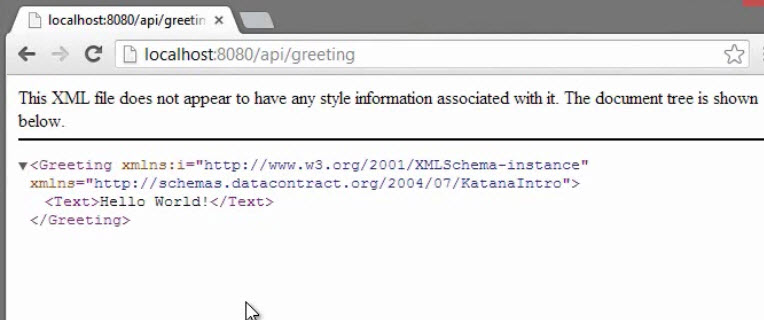 localhost:8080/api/greetin
localhost:8080/api/greeting
This XML file does not appear to have any style information associated with it. The document tree is shown
below.
▼<Greeting xmlns:i="http://www.w3.org/2001/XMLSchema-instance"
xmlns="http://schemas.datacontract.org/2004/07/KatanaIntro">
<Text>Hello World!</Text>
</Greeting>